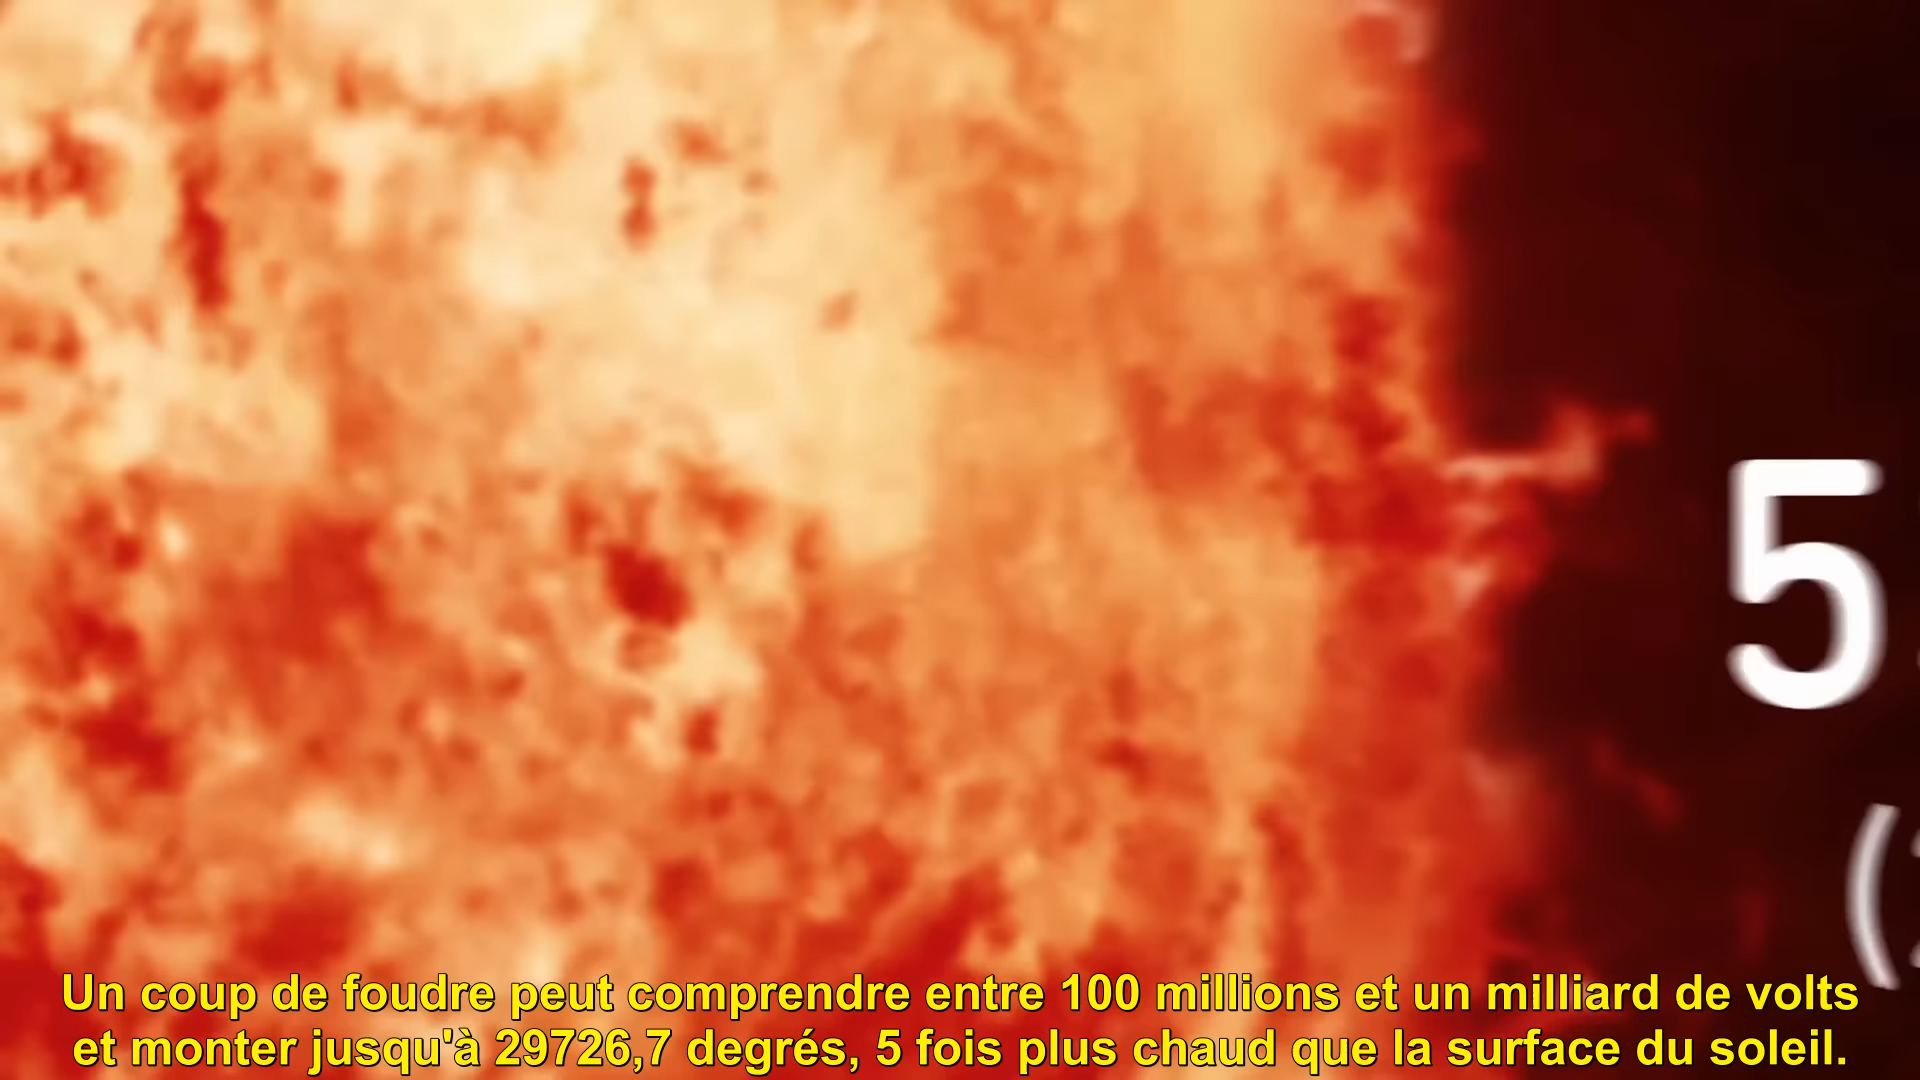 5
(
Un coup de foudre peut comprendre entre 100 millions et un milliard de volts
et monter jusqu'à 29726,7 degrés, 5 fois plus chaud que la surface du soleil.